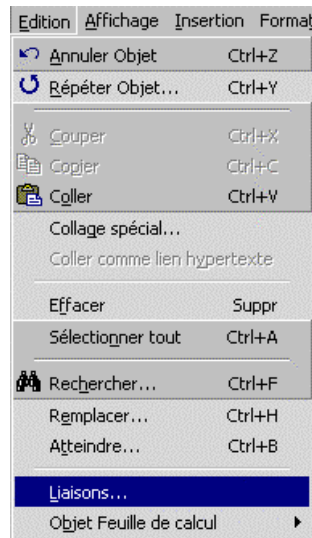 Edition Affichage Insertion Format
Annuler Objet Ctrl+Z
Répéter Objet... Ctrl+Y
Couper Ctrl+X
Copier Ctrl+C
Coller Ctrl+V
Collage spécial...
Coller comme lien hypertexte
Effacer Suppr
Sélectionner tout Ctrl+A
Rechercher... Ctrl+F
Remplacer... Ctrl+H
Atteindre... Ctrl+B
Liaisons...
Objet Feuille de calcul